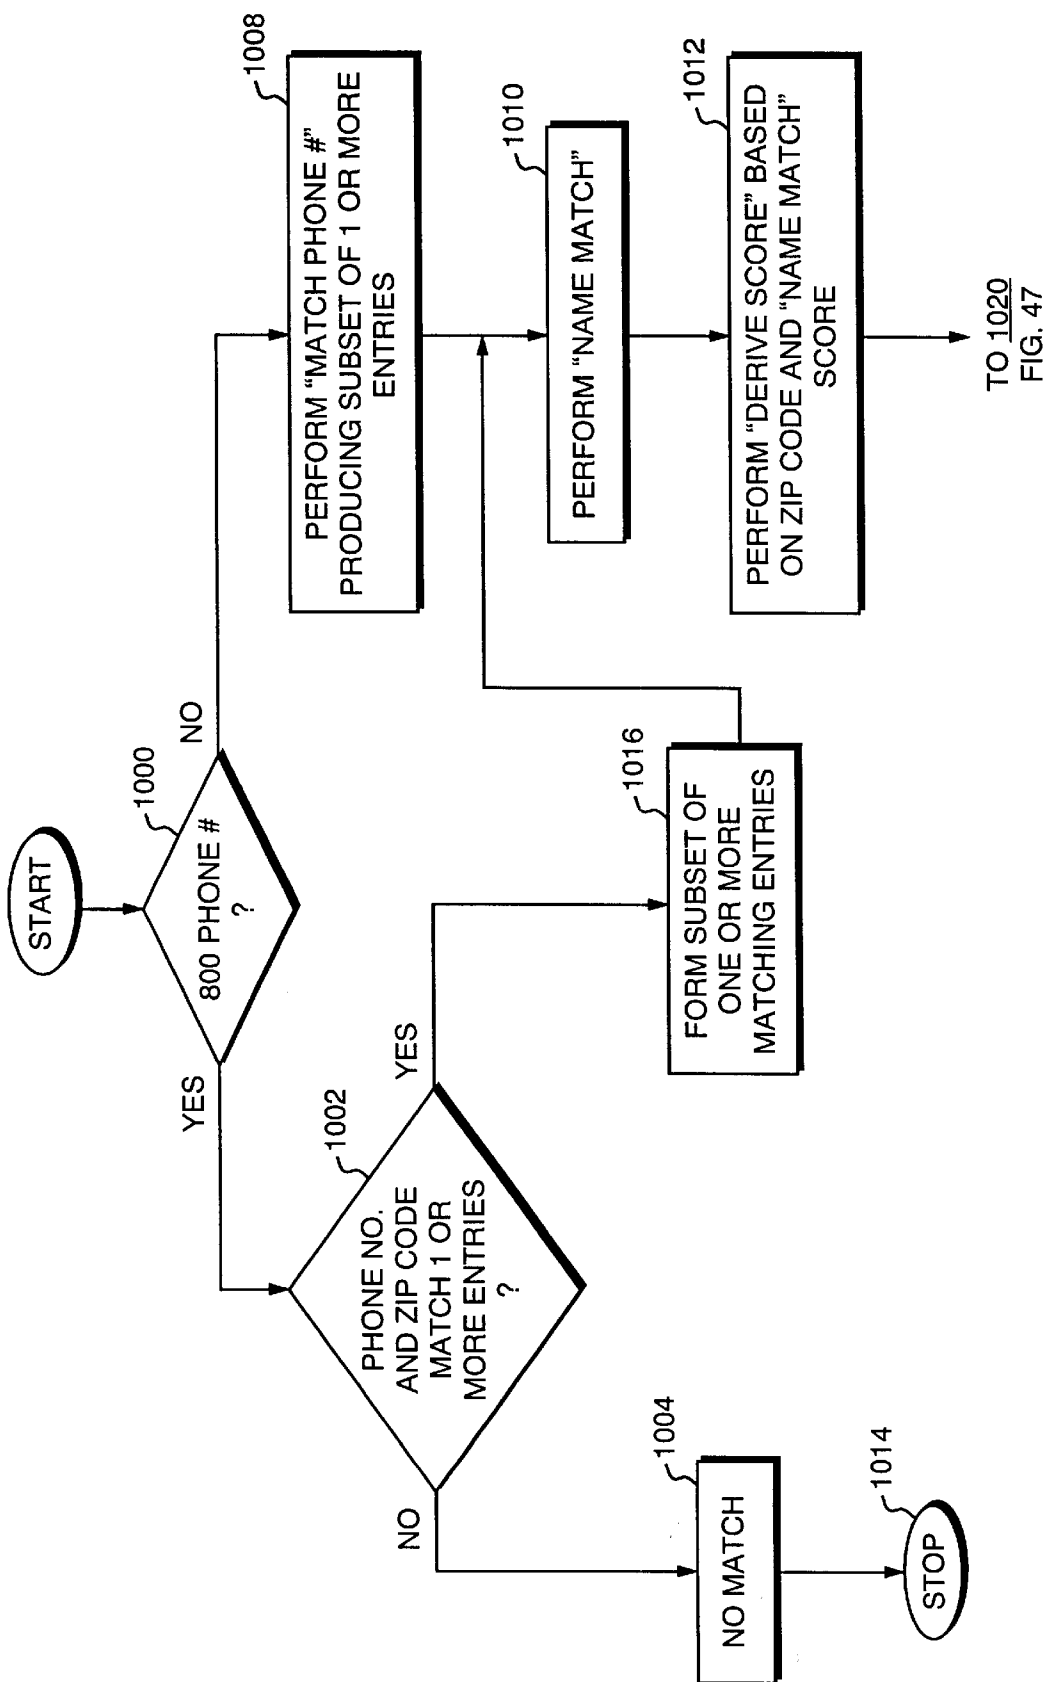 START
1000
800 PHONE #
?
YES
NO
1002
PHONE NO.
AND ZIP CODE
MATCH 1 OR
MORE ENTRIES
?
NO
YES
1004
NO MATCH
1014
STOP
1016
FORM SUBSET OF
ONE OR MORE
MATCHING ENTRIES
1008
PERFORM “MATCH PHONE #”
PRODUCING SUBSET OF 1 OR MORE
ENTRIES
1010
PERFORM “NAME MATCH”
1012
PERFORM “DERIVE SCORE” BASED
ON ZIP CODE AND “NAME MATCH”
SCORE
TO 1020
FIG. 47